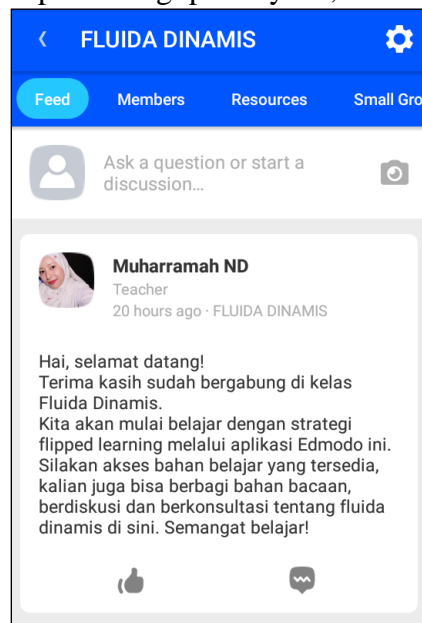 FLUIDA DINAMIS
Feed Members Resources Small Gro
Ask a question or start a
discussion...
Muharramah ND
Teacher
20 hours ago · FLUIDA DINAMIS
Hai, selamat datang!
Terima kasih sudah bergabung di kelas
Fluida Dinamis.
Kita akan mulai belajar dengan strategi
flipped learning melalui aplikasi Edmodo ini.
Silakan akses bahan belajar yang tersedia,
kalian juga bisa berbagi bahan bacaan,
berdiskusi dan berkonsultasi tentang fluida
dinamis di sini. Semangat belajar!